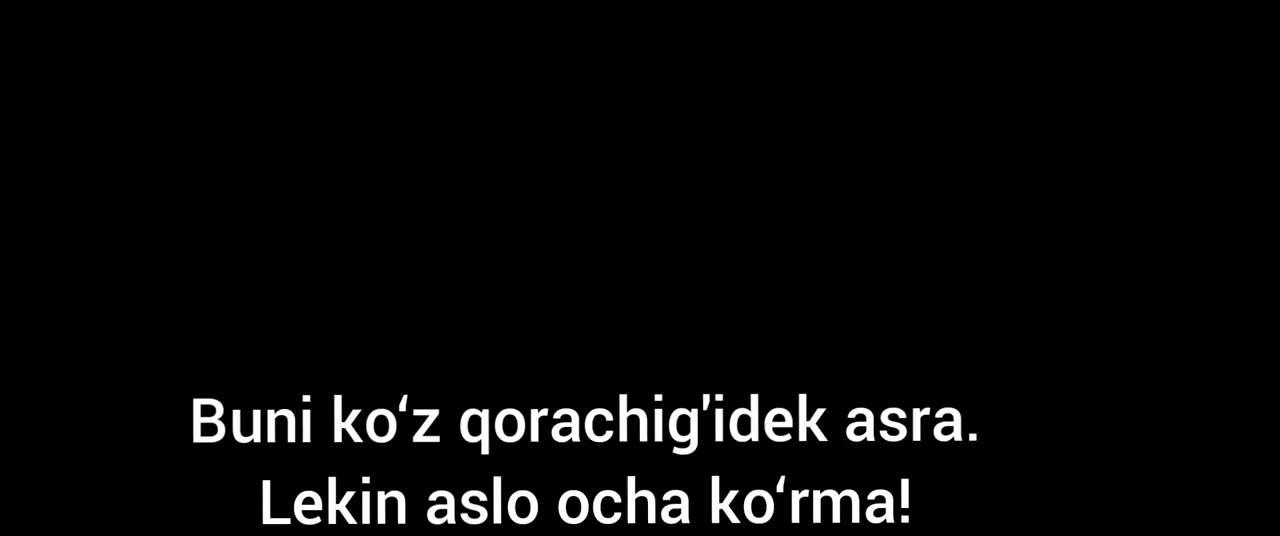 Buni ko‘z qorachig'idek asra.
Lekin aslo ocha ko‘rma!